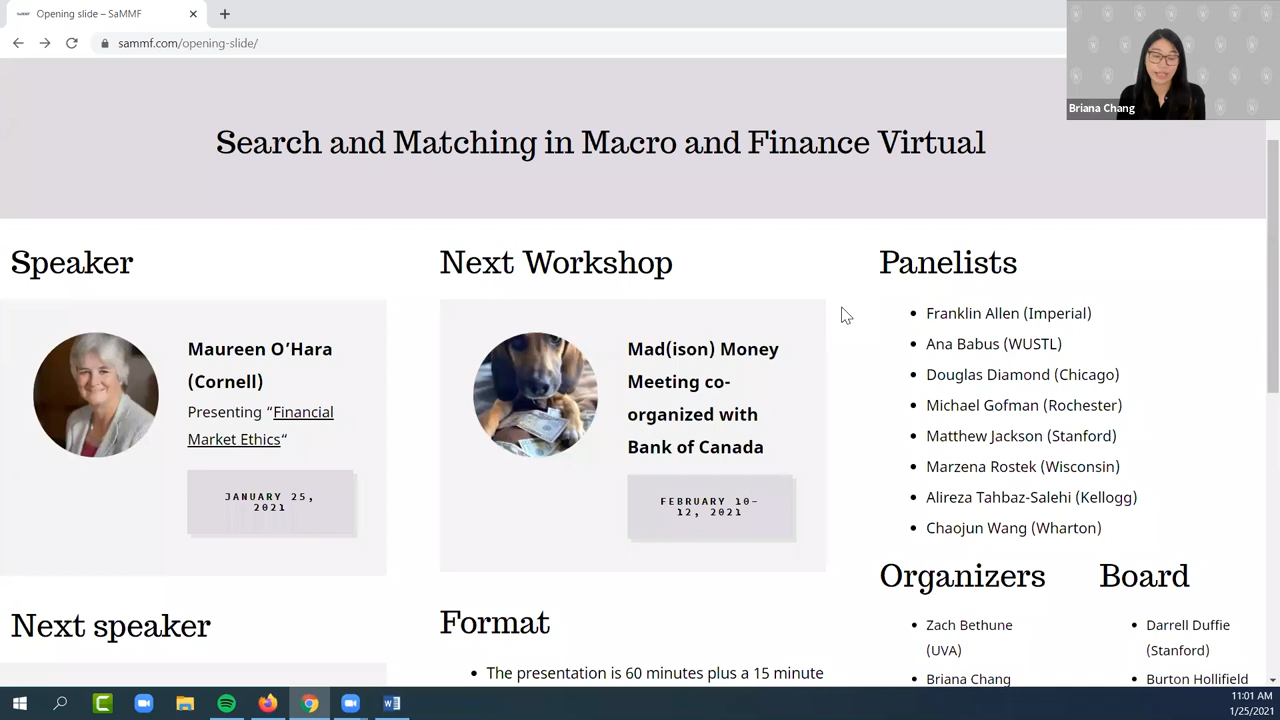 Opening slide – SaMMF
sammf.com/opening-slide/
Briana Chang
Search and Matching in Macro and Finance Virtual
Speaker
Maureen O’Hara
(Cornell)
Presenting “Financial
Market Ethics“
JANUARY 25,
2021
Next speaker
Next Workshop
Mad(ison) Money
Meeting co-
organized with
Bank of Canada
FEBRUARY 10-
12, 2021
Format
The presentation is 60 minutes plus a 15 minute
Panelists
Franklin Allen (Imperial)
Ana Babus (WUSTL)
Douglas Diamond (Chicago)
Michael Gofman (Rochester)
Matthew Jackson (Stanford)
Marzena Rostek (Wisconsin)
Alireza Tahbaz-Salehi (Kellogg)
Chaojun Wang (Wharton)
Organizers
Zach Bethune
(UVA)
Briana Chang
Board
Darrell Duffie
(Stanford)
Burton Hollifield
11:01 AM
1/25/2021